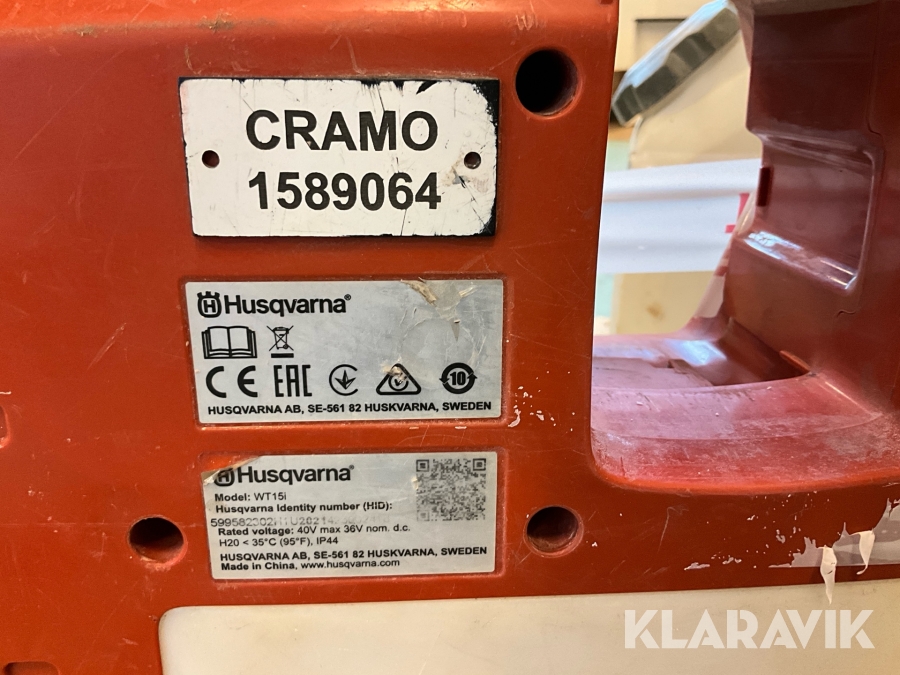 CRAMO
1589064
Husqvarna®
CE EAC
10
HUSQVARNA AB, SE-561 82 HUSKVARNA, SWEDEN
Husqvarna®
Model: WT15i
Husqvarna Identity number (HID):
Rated voltage: 40V max 36V nom. d.c.
H20 < 35°C (95°F), IP44
HUSQVARNA AB, SE-561 82 HUSKVARNA, SWEDEN
Made in China, www.husqvarna.com
KLARAVIK